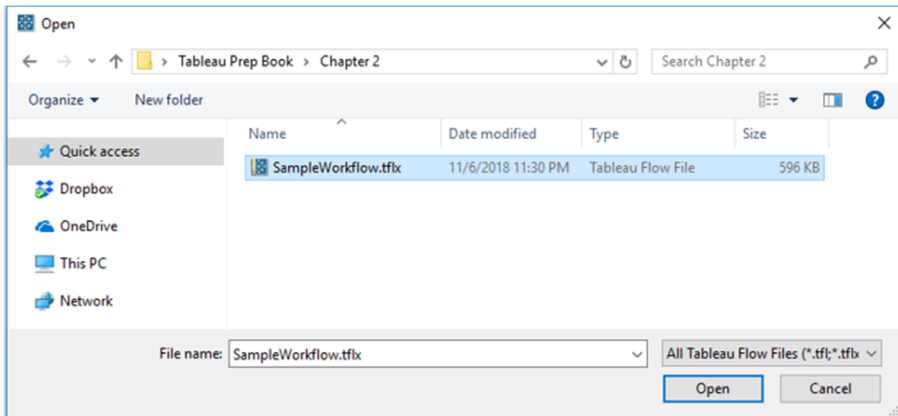 Open
Tableau Prep Book > Chapter 2
Search Chapter 2
Organize
New folder
Name
Date modified
Type
Size
Quick access
SampleWorkflow.tflx
11/6/2018 11:30 PM
Tableau Flow File
596 KB
Dropbox
OneDrive
This PC
Network
File name:
SampleWorkflow.tflx
All Tableau Flow Files (*.tfl;*.tflx
Open
Cancel